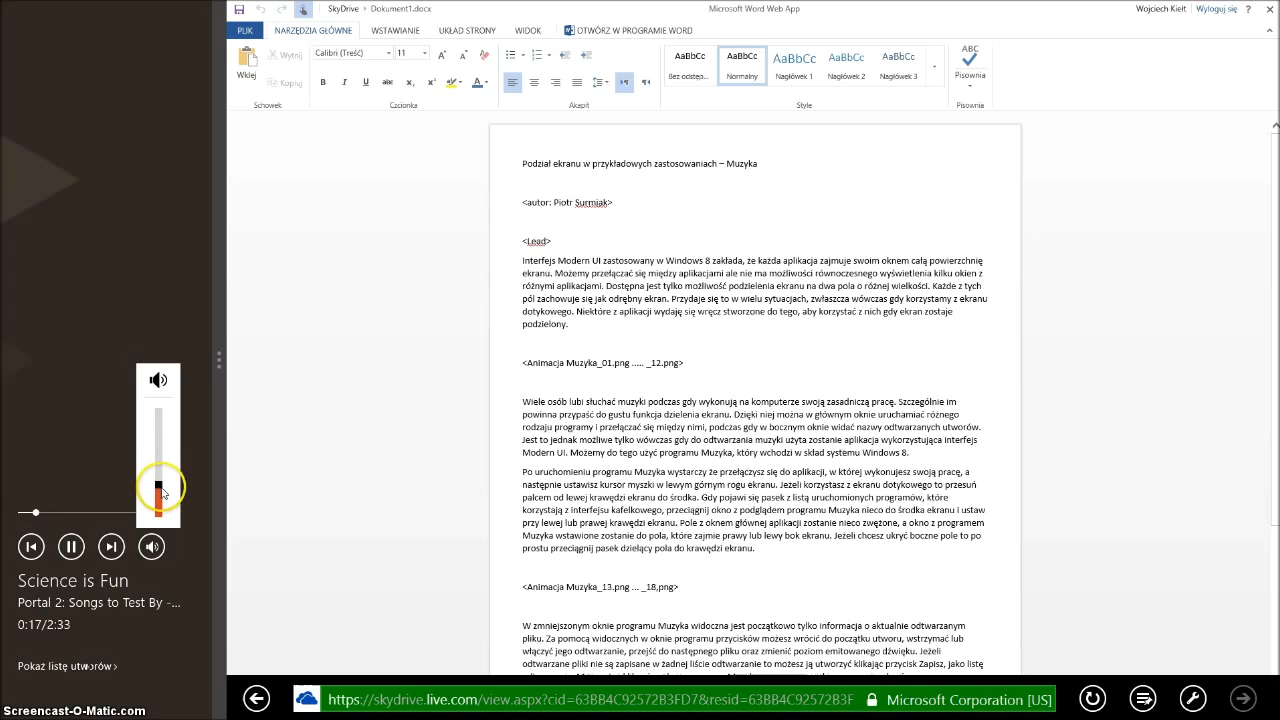 SkyDrive ▸ Document1.docx
Microsoft Word Web App
Wojciech Kielt
Wyloguj się
?
PLIK
NARZĘDZIA GŁÓWNE
WSTAWIANIE
UKŁAD STRONY
WIDOK
OTWÓRZ W PROGRAMIE WORD
Wklej
Wytnij
Kopiuj
Schowek
Calibri (Treść)
11
B I U abc
Czcionka
Akapit
AaBbCc AaBbCc AaBbCc AaBbCc AaBbCc
Bez odstęp... Normalny Nagłówek 1 Nagłówek 2 Nagłówek 3
Style
ABC
Pisownia
Pisownia
Podział ekranu w przykładowych zastosowaniach – Muzyka
<autor: Piotr Surmiak>
<Lead>
Interfejs Modern UI zastosowany w Windows 8 zakłada, że każda aplikacja zajmuje swoim oknem całą powierzchnię
ekranu. Możemy przełączać się między aplikacjami ale nie ma możliwości równoczesnego wyświetlenia kilku okien z
różnymi aplikacjami. Dostępna jest tylko możliwość podzielenia ekranu na dwa pola o różnej wielkości. Każde z tych
pól zachowuje się jak odrębny ekran. Przydaje się to w wielu sytuacjach, zwłaszcza wówczas gdy korzystamy z ekranu
dotykowego. Niektóre z aplikacji wydaję się wręcz stworzone do tego, aby korzystać z nich gdy ekran zostaje
podzielony.
<Animacja Muzyka_01.png ..... _12.png>
Wiele osób lubi słuchać muzyki podczas gdy wykonują na komputerze swoją zasadniczą pracę. Szczególnie im
powinna przypaść do gustu funkcja dzielenia ekranu. Dzięki niej można w głównym oknie uruchamiać różnego
rodzaju programy i przełączać się między nimi, podczas gdy w bocznym oknie widać nazwy odtwarzanych utworów.
Jest to jednak możliwe tylko wówczas gdy do odtwarzania muzyki użyta zostanie aplikacja wykorzystująca interfejs
Modern UI. Możemy do tego użyć programu Muzyka, który wchodzi w skład systemu Windows 8.
Po uruchomieniu programu Muzyka wystarczy że przełączysz się do aplikacji, w której wykonujesz swoją pracę, a
następnie ustawisz kursor myszky w lewym górnym rogu ekranu. Jeżeli korzystasz z ekranu dotykowego to przesuń
palcem od lewej krawędzi ekranu do środka. Gdy pojawi się pasek z listą uruchomionych programów, które
korzystają z interfejsu kafelkowego, przeciągnij okno z podglądem programu Muzyka nieco do środka ekranu i ustaw
przy lewej lub prawej krawędzi ekranu. Pole z oknem głównej aplikacji zostanie nieco zwężone, a okno z programem
Muzyka wstawione zostanie do pola, które zajmie prawy lub lewy bok ekranu. Jeżeli chcesz ukryć boczne pole to po
prostu przeciągnij pasek dzielący pola do krawędzi ekranu.
<Animacja Muzyka_13.png ... _18,png>
W zmniejszonym oknie programu Muzyka widoczna jest początkowo tylko informacja o aktualnie odtwarzanym
pliku. Za pomocą widocznych w oknie programu przycisków możesz wrócić do początku utworu, wstrzymać lub
włączyć jego odtwarzanie, przejść do następnego pliku oraz zmienić poziom emitowanego dźwięku. Jeżeli
odtwarzane pliki nie są zapisane w żadnej liście odtwarzanie to możesz ją utworzyć klikając przycisk Zapisz, jako listę
Science is Fun
Portal 2: Songs to Test By -...
0:17/2:33
Pokaż listę utworów >
https://skydrive.live.com/view.aspx?cid=63BB4C92572B3FD7&resid=63BB4C92572B3F
Microsoft Corporation [US]
Screencast-O-Matic.com